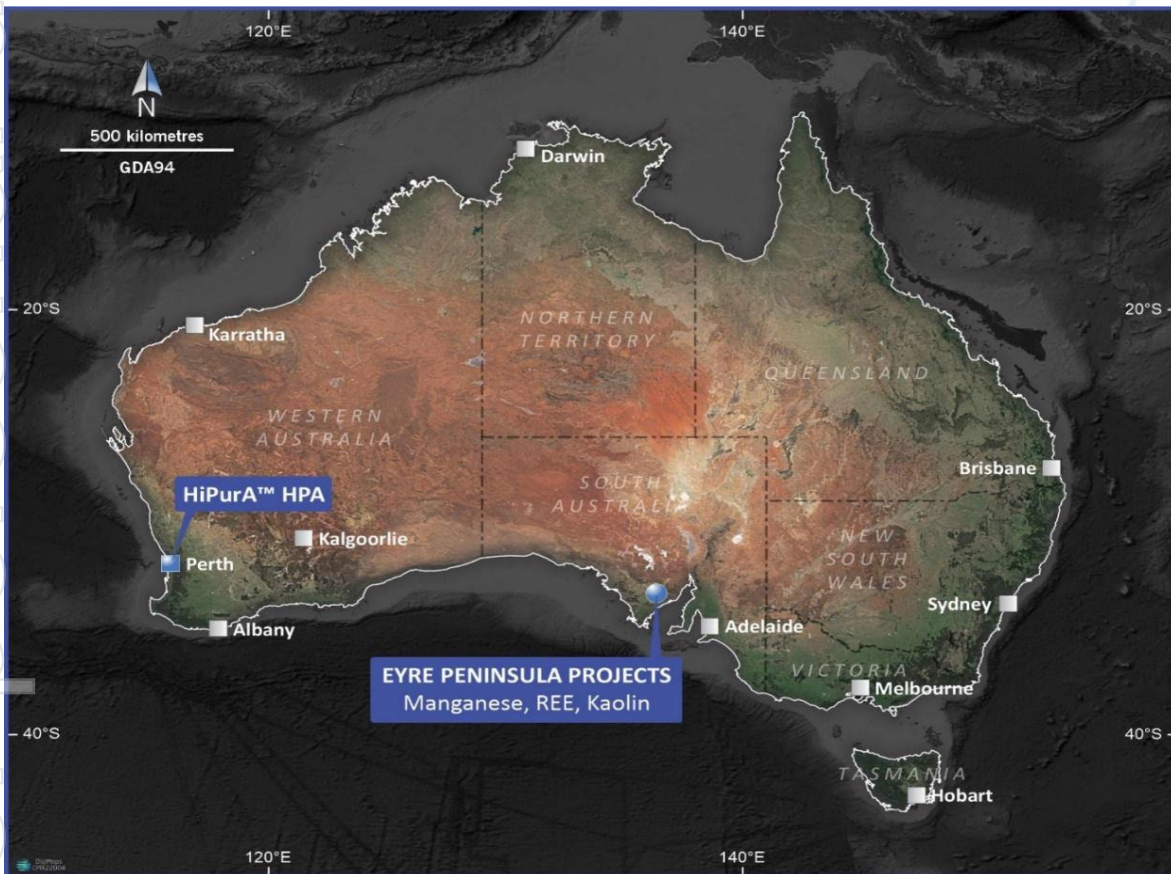 120°E
140°E
N
500 kilometres
GDA94
Darwin
20°S
20°S
Karratha
NORTHERN
TERRITORY
QUEENSLAND
WESTERN
AUSTRALIA
Brisbane
HiPurA™ HPA
SOUTH
AUSTRALIA
Kalgoorlie
Perth
NEW
SOUTH
WALES
Sydney
Albany
Adelaide
EYRE PENINSULA PROJECTS
Manganese, REE, Kaolin
VICTORIA
Melbourne
40°S
40°S
TASMANIA
Hobart
120°E
140°E